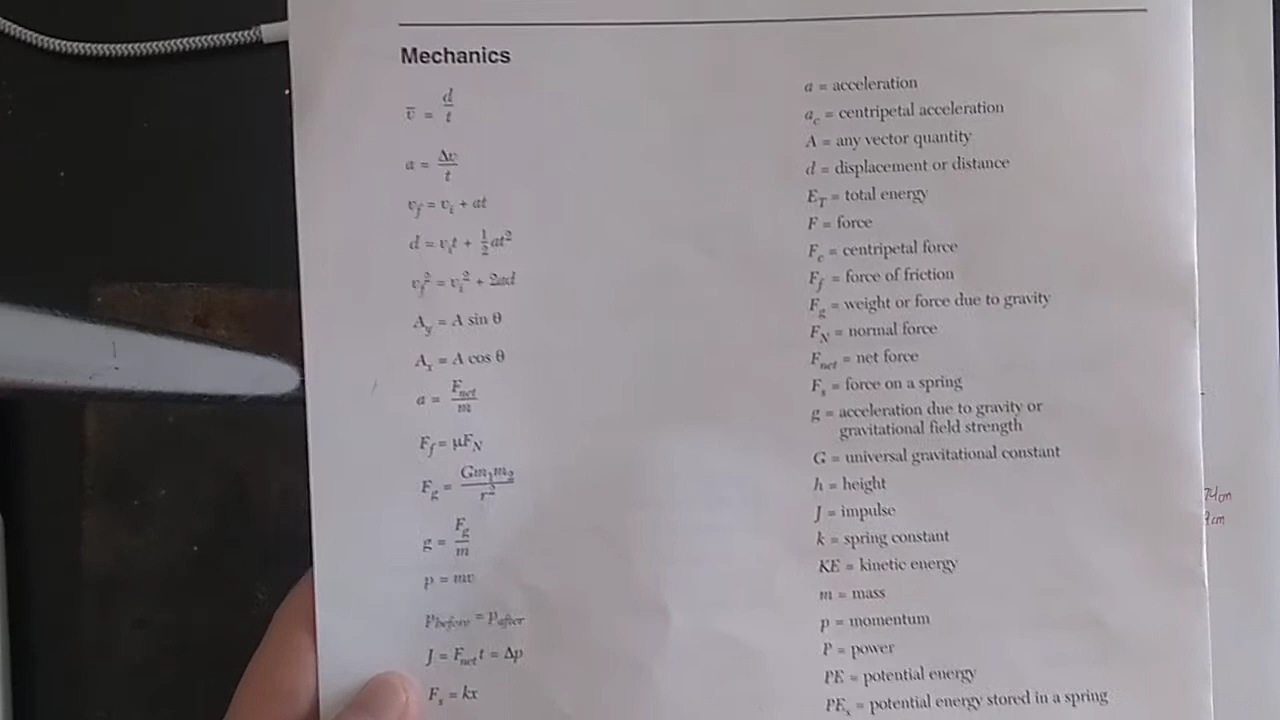 Mechanics
v̄ = d/t
a = Δv/t
v_f = v_i + at
d = v_i t + 1/2 at²
v_f² = v_i² + 2ad
A_y = A sin θ
A_x = A cos θ
a = F_net/m
F_f = μF_N
F_g = Gm₁m₂/r²
g = F_g/m
p = mv
p_before = p_after
J = F_net t = Δp
F_s = kx
a = acceleration
a_c = centripetal acceleration
A = any vector quantity
d = displacement or distance
E_T = total energy
F = force
F_c = centripetal force
F_f = force of friction
F_g = weight or force due to gravity
F_N = normal force
F_net = net force
F_s = force on a spring
g = acceleration due to gravity or
gravitational field strength
G = universal gravitational constant
h = height
J = impulse
k = spring constant
KE = kinetic energy
m = mass
p = momentum
P = power
PE = potential energy
PE_s = potential energy stored in a spring